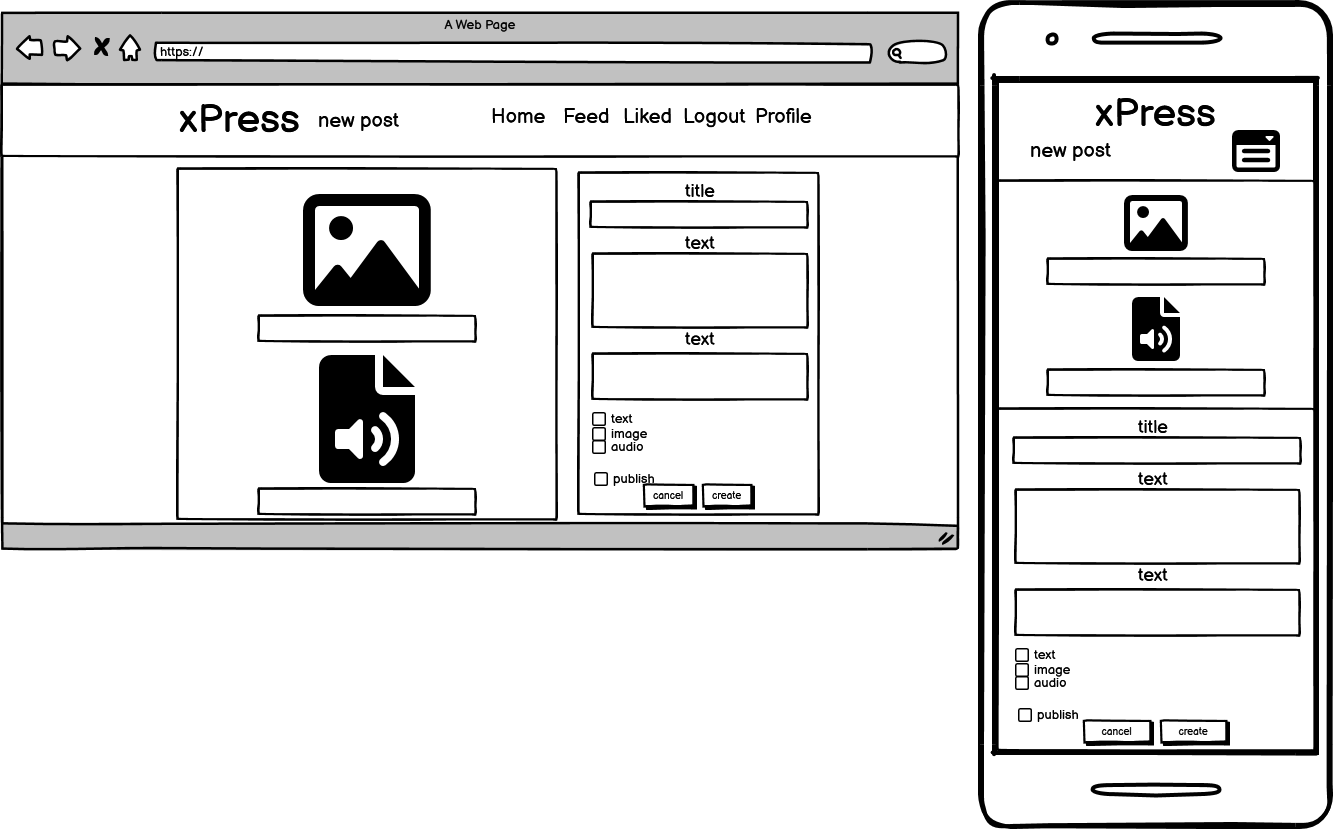 A Web Page
https://
xPress new post Home Feed Liked Logout Profile
title
text
text
text
image
audio
publish
cancel create
xPress
new post
title
text
text
text
image
audio
publish
cancel create